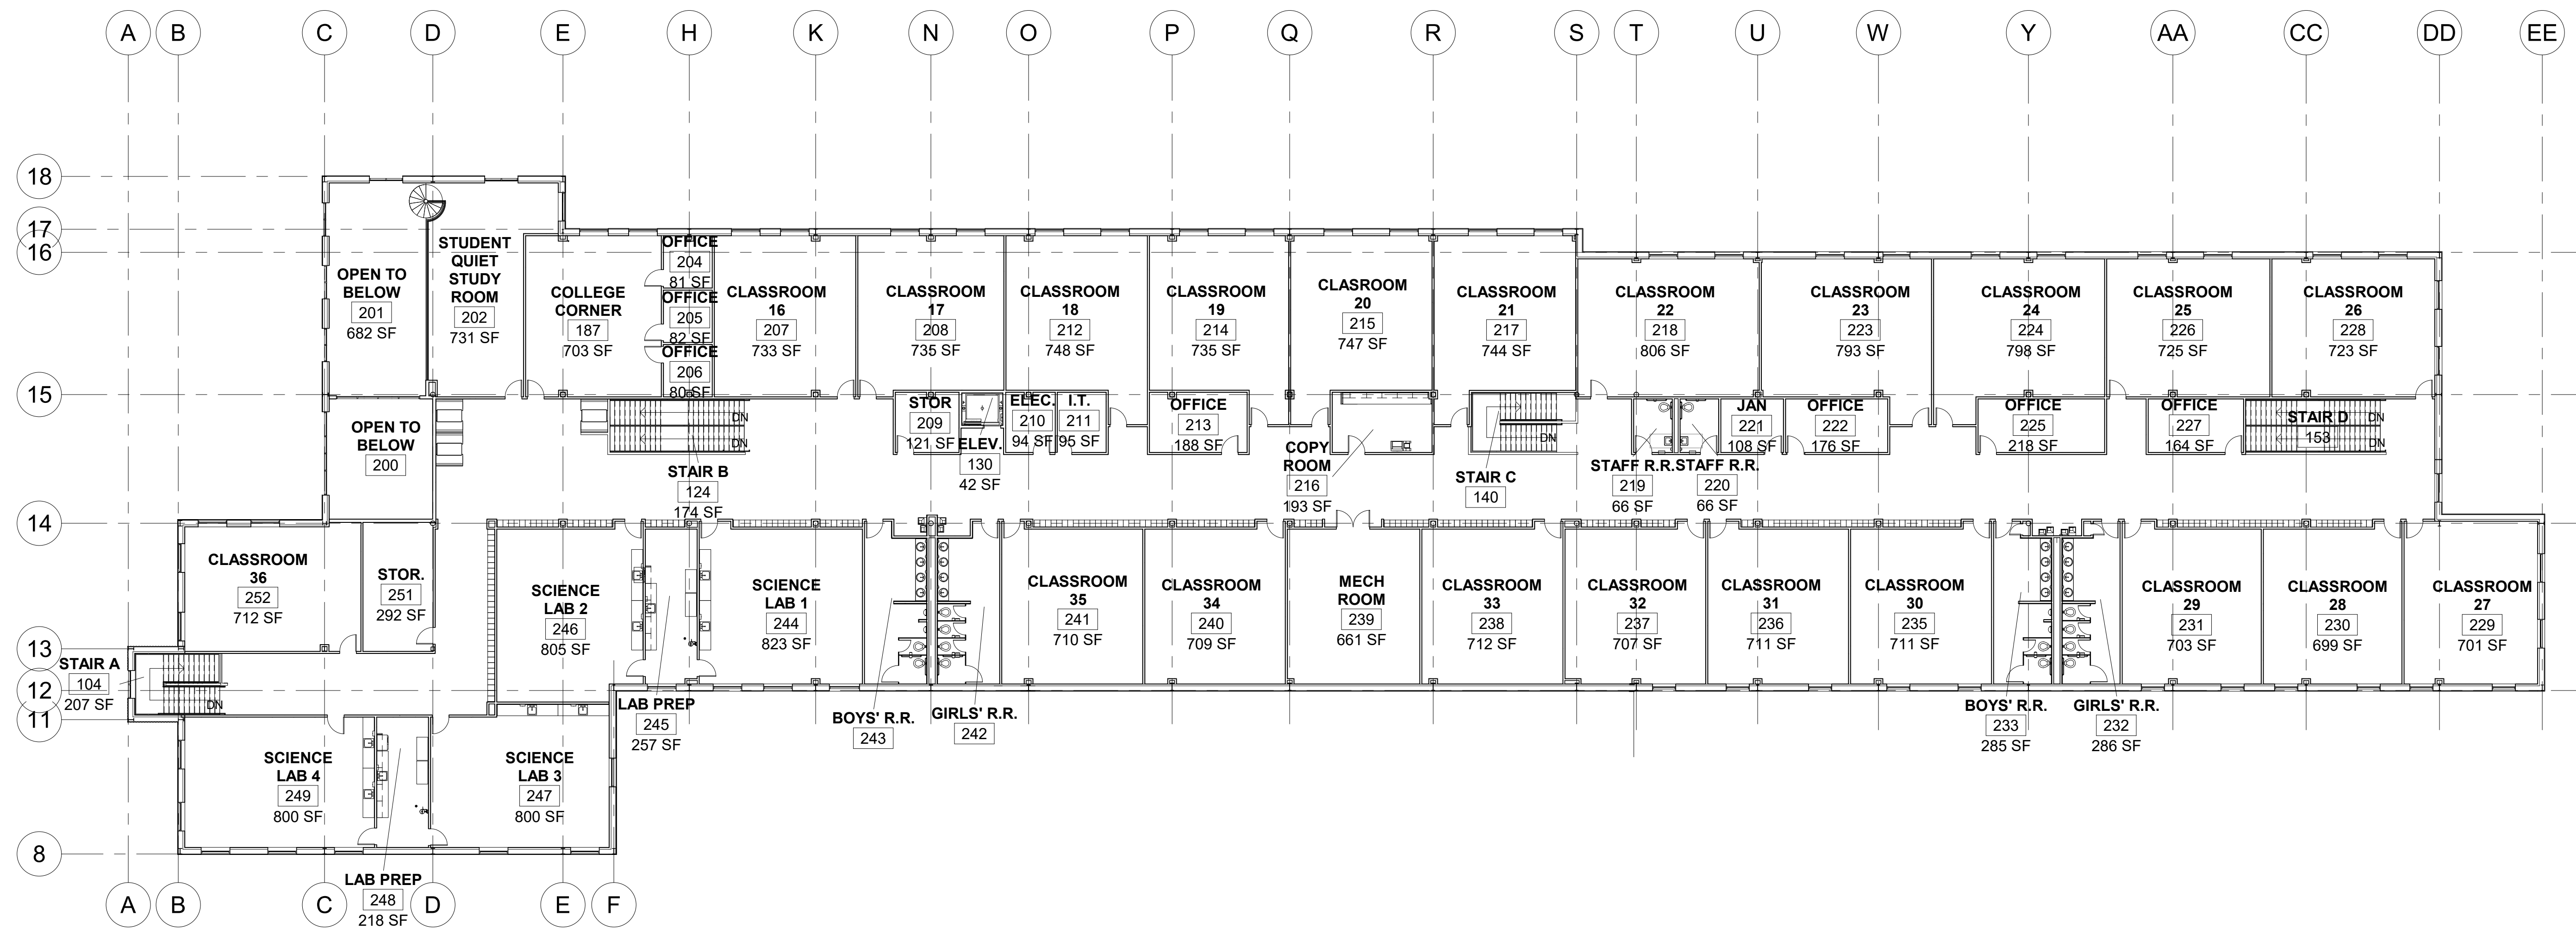 A B C D E H K N O P Q R S T U W Y AA CC DD EE
18
17
16
15
14
13
12
11
8
OPEN TO
BELOW
201
682 SF
STUDENT
QUIET
STUDY
ROOM
202
731 SF
COLLEGE
CORNER
187
703 SF
OFFICE
204
81 SF
OFFICE
205
82 SF
OFFICE
206
80 SF
CLASSROOM
16
207
733 SF
CLASSROOM
17
208
735 SF
CLASSROOM
18
212
748 SF
CLASSROOM
19
214
735 SF
CLASROOM
20
215
747 SF
CLASSROOM
21
217
744 SF
CLASSROOM
22
218
806 SF
CLASSROOM
23
223
793 SF
CLASSROOM
24
224
798 SF
CLASSROOM
25
226
725 SF
CLASSROOM
26
228
723 SF
OPEN TO
BELOW
200
DN
DN
STAIR B
124
174 SF
STOR
209
121 SF
ELEV.
130
42 SF
ELEC.
210
94 SF
I.T.
211
95 SF
OFFICE
213
188 SF
COPY
ROOM
216
193 SF
DN
STAIR C
140
STAFF R.R.
219
66 SF
STAFF R.R.
220
66 SF
JAN
221
108 SF
OFFICE
222
176 SF
OFFICE
225
218 SF
OFFICE
227
164 SF
STAIR D
153
DN
DN
CLASSROOM
36
252
712 SF
STOR.
251
292 SF
SCIENCE
LAB 2
246
805 SF
SCIENCE
LAB 1
244
823 SF
CLASSROOM
35
241
710 SF
CLASSROOM
34
240
709 SF
MECH
ROOM
239
661 SF
CLASSROOM
33
238
712 SF
CLASSROOM
32
237
707 SF
CLASSROOM
31
236
711 SF
CLASSROOM
30
235
711 SF
CLASSROOM
29
231
703 SF
CLASSROOM
28
230
699 SF
CLASSROOM
27
229
701 SF
STAIR A
104
207 SF
DN
LAB PREP
245
257 SF
BOYS' R.R.
243
GIRLS' R.R.
242
BOYS' R.R.
233
285 SF
GIRLS' R.R.
232
286 SF
SCIENCE
LAB 4
249
800 SF
SCIENCE
LAB 3
247
800 SF
LAB PREP
248
218 SF
A B C D E F